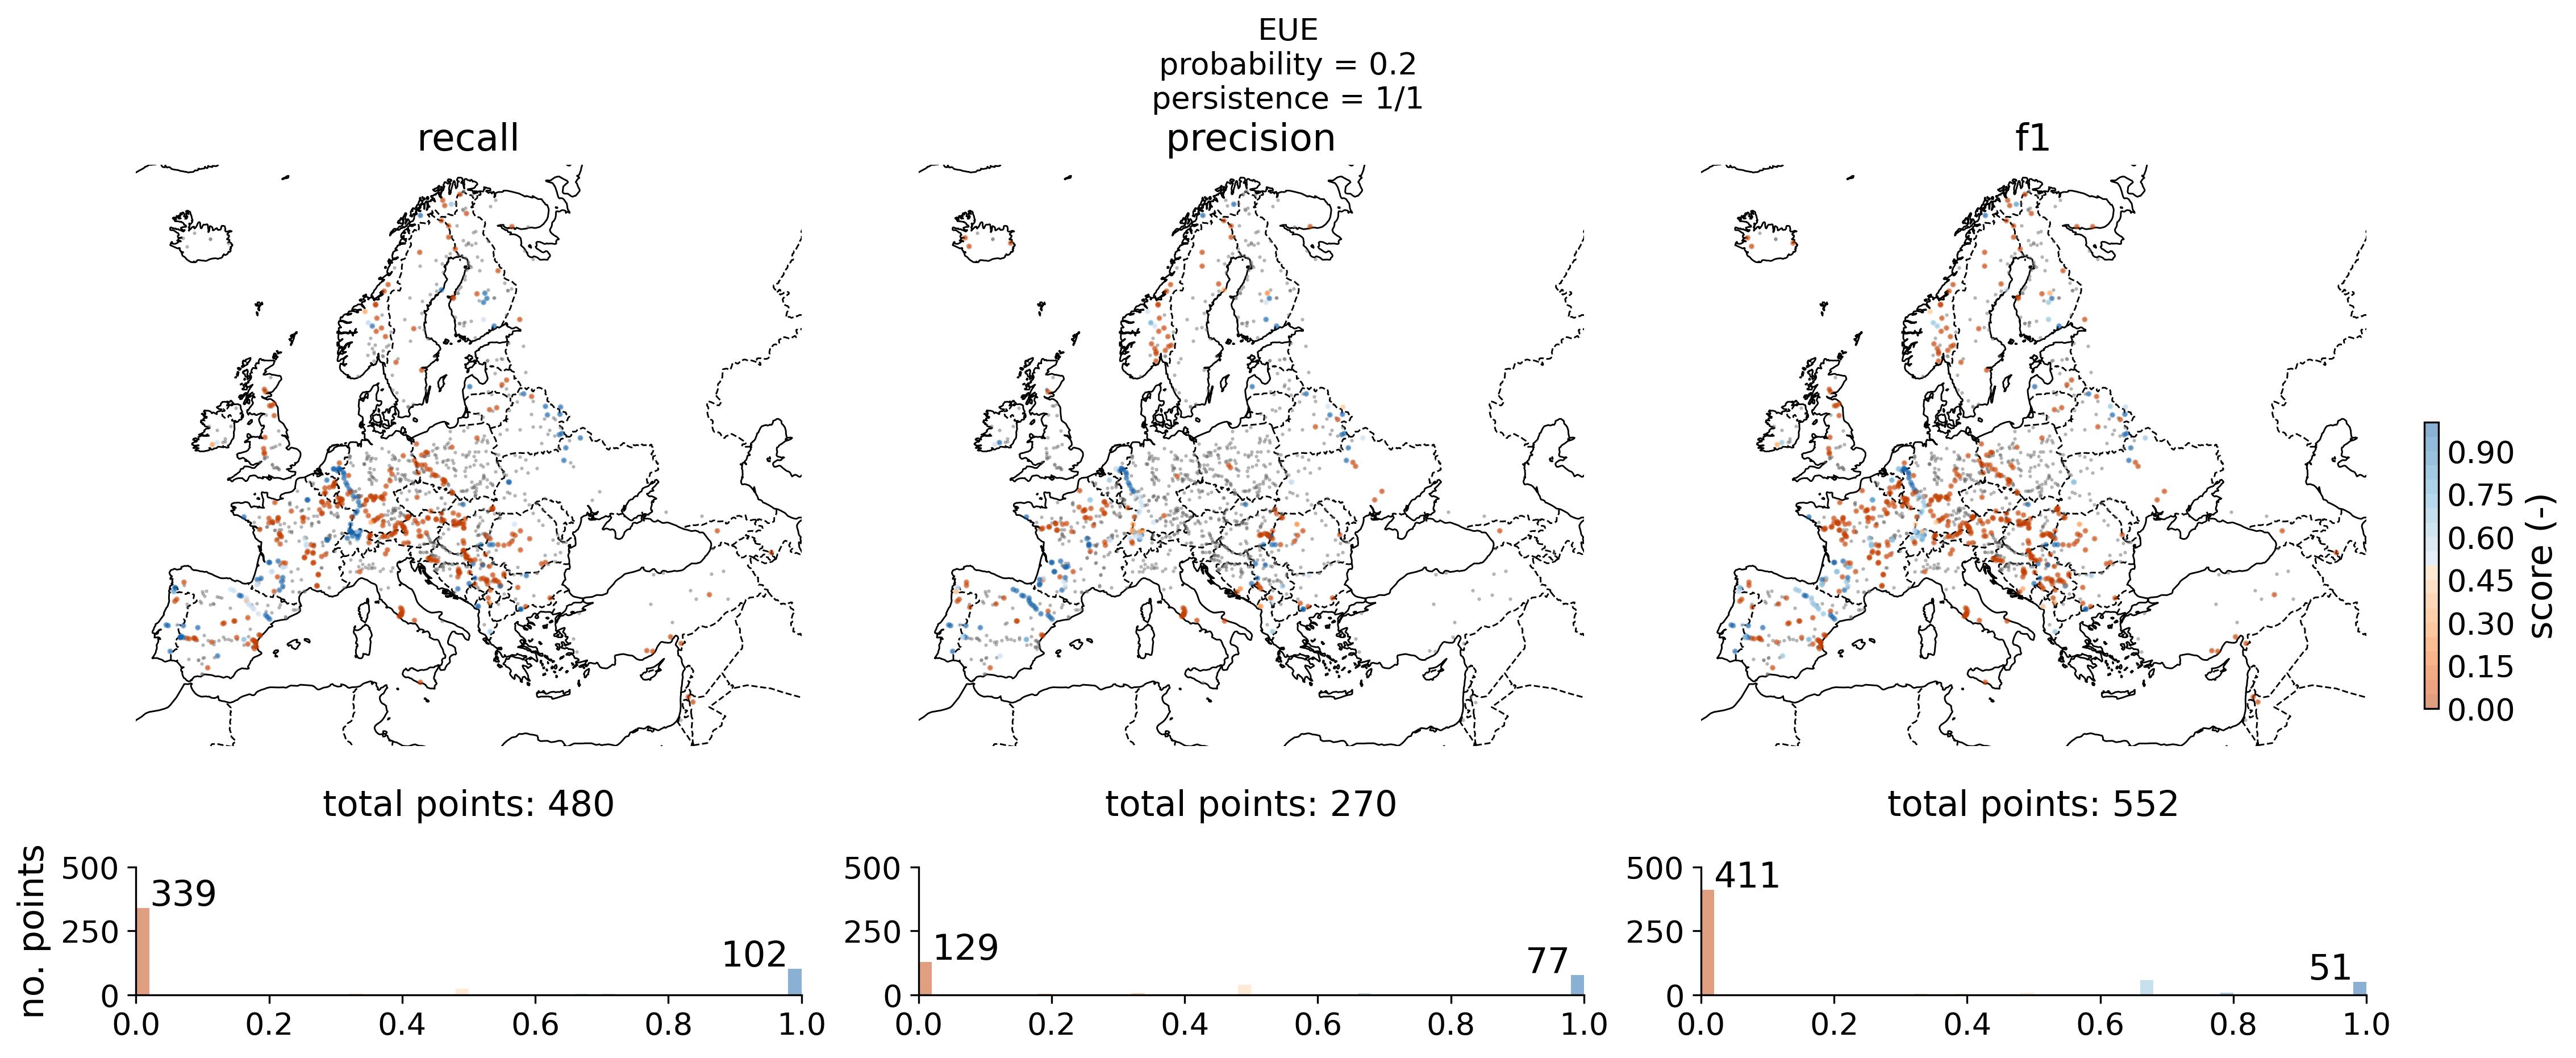 EUE
probability = 0.2
persistence = 1/1
recall
precision
f1
0.90
0.75
0.60
0.45
0.30
0.15
0.00
score (-)
total points: 480
total points: 270
total points: 552
no. points
500
250
0
339
102
0.0 0.2 0.4 0.6 0.8 1.0
500
250
0
129
77
0.0 0.2 0.4 0.6 0.8 1.0
500
250
0
411
51
0.0 0.2 0.4 0.6 0.8 1.0